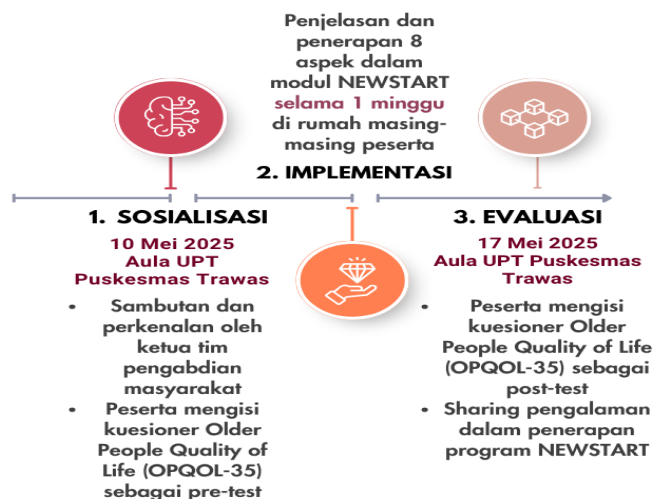 Penjelasan dan
penerapan 8
aspek dalam
modul NEWSTART
selama 1 minggu
di rumah masing-
masing peserta
2. IMPLEMENTASI
1. SOSIALISASI
10 Mei 2025
Aula UPT
Puskesmas Trawas
• Sambutan dan
perkenalan oleh
ketua tim
pengabdian
masyarakat
• Peserta mengisi
kuesioner Older
People Quality of
Life (OPQOL-35)
sebagai pre-test
3. EVALUASI
17 Mei 2025
Aula UPT Puskesmas
Trawas
• Peserta mengisi
kuesioner Older
People Quality of Life
(OPQOL-35) sebagai
post-test
• Sharing pengalaman
dalam penerapan
program NEWSTART